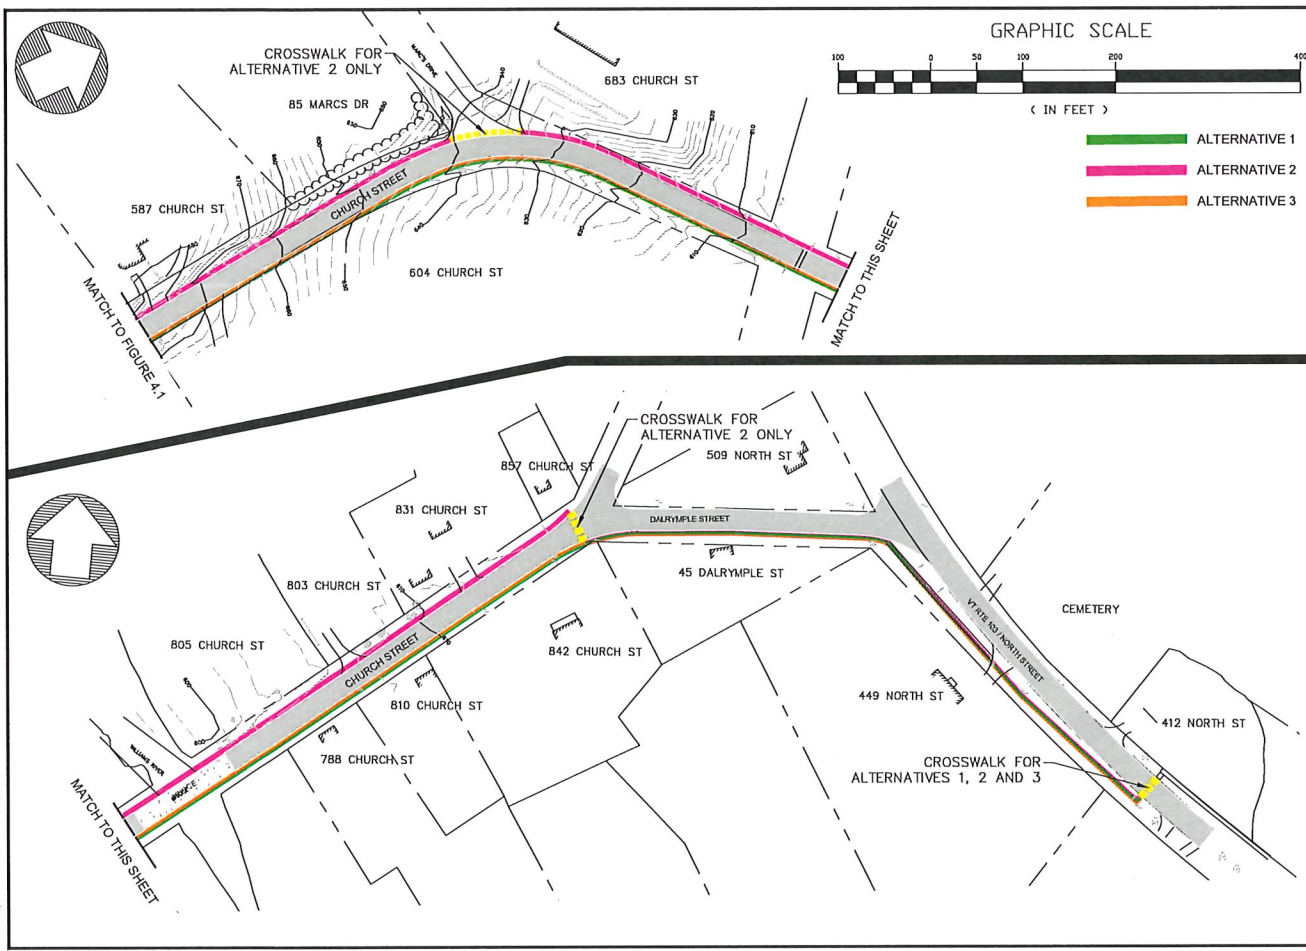 GRAPHIC SCALE
100 0 50 100 200 400
( IN FEET )
ALTERNATIVE 1
ALTERNATIVE 2
ALTERNATIVE 3
CROSSWALK FOR
ALTERNATIVE 2 ONLY
MARC'S DRIVE
683 CHURCH ST
85 MARCS DR
587 CHURCH ST
CHURCH STREET
604 CHURCH ST
MATCH TO FIGURE 4.1
MATCH TO THIS SHEET
CROSSWALK FOR
ALTERNATIVE 2 ONLY
509 NORTH ST
857 CHURCH ST
831 CHURCH ST
DALRYMPLE STREET
803 CHURCH ST
45 DALRYMPLE ST
CEMETERY
VT RTE 103 / NORTH STREET
805 CHURCH ST
CHURCH STREET
842 CHURCH ST
810 CHURCH ST
449 NORTH ST
412 NORTH ST
788 CHURCH ST
WILLIAMS RIVER
BRIDGE
CROSSWALK FOR
ALTERNATIVES 1, 2 AND 3
MATCH TO THIS SHEET